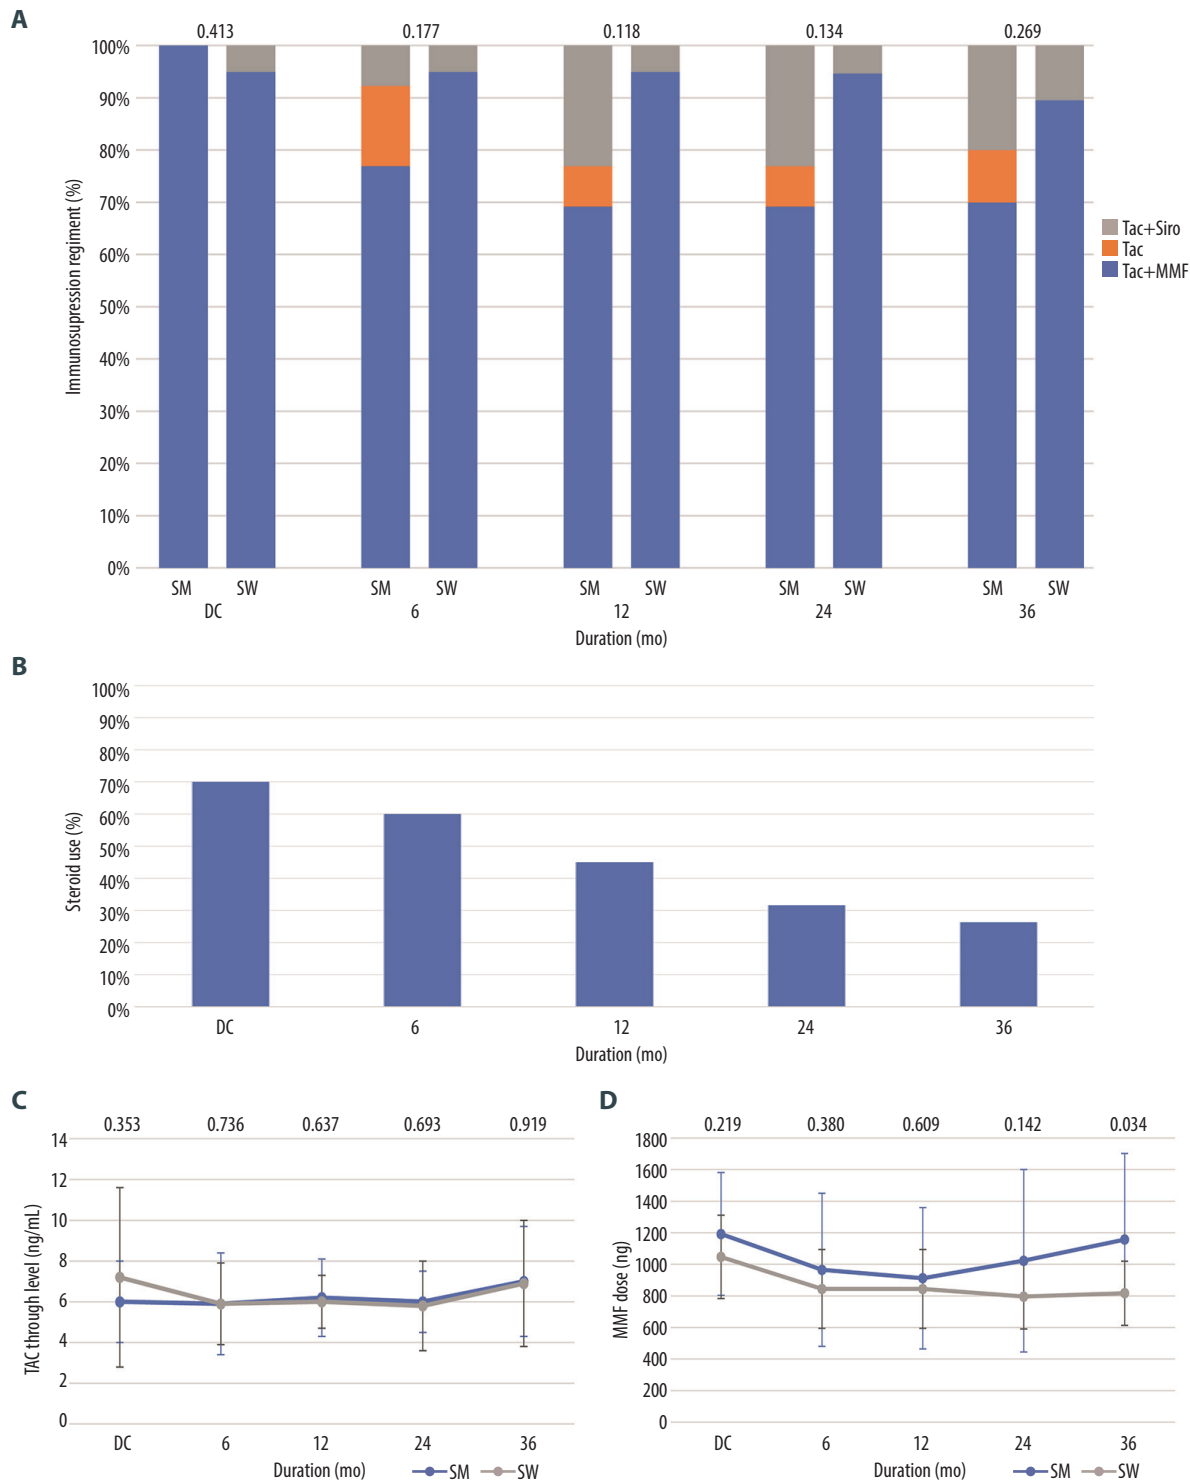 A
0.413 0.177 0.118 0.134 0.269
100%
90%
80%
70%
60%
50%
40%
30%
20%
10%
0%
Immunosupression regiment (%)
Tac+Siro
Tac
Tac+MMF
SM SW SM SW SM SW SM SW SM SW
DC 6 12 24 36
Duration (mo)
B
100%
90%
80%
70%
60%
50%
40%
30%
20%
10%
0%
Steroid use (%)
DC 6 12 24 36
Duration (mo)
C
0.353 0.736 0.637 0.693 0.919
14
12
10
8
6
4
2
0
TAC through level (ng/mL)
DC 6 12 24 36
Duration (mo)
SM SW
D
0.219 0.380 0.609 0.142 0.034
1800
1600
1400
1200
1000
800
600
400
200
0
MMF dose (ng)
DC 6 12 24 36
Duration (mo)
SM SW